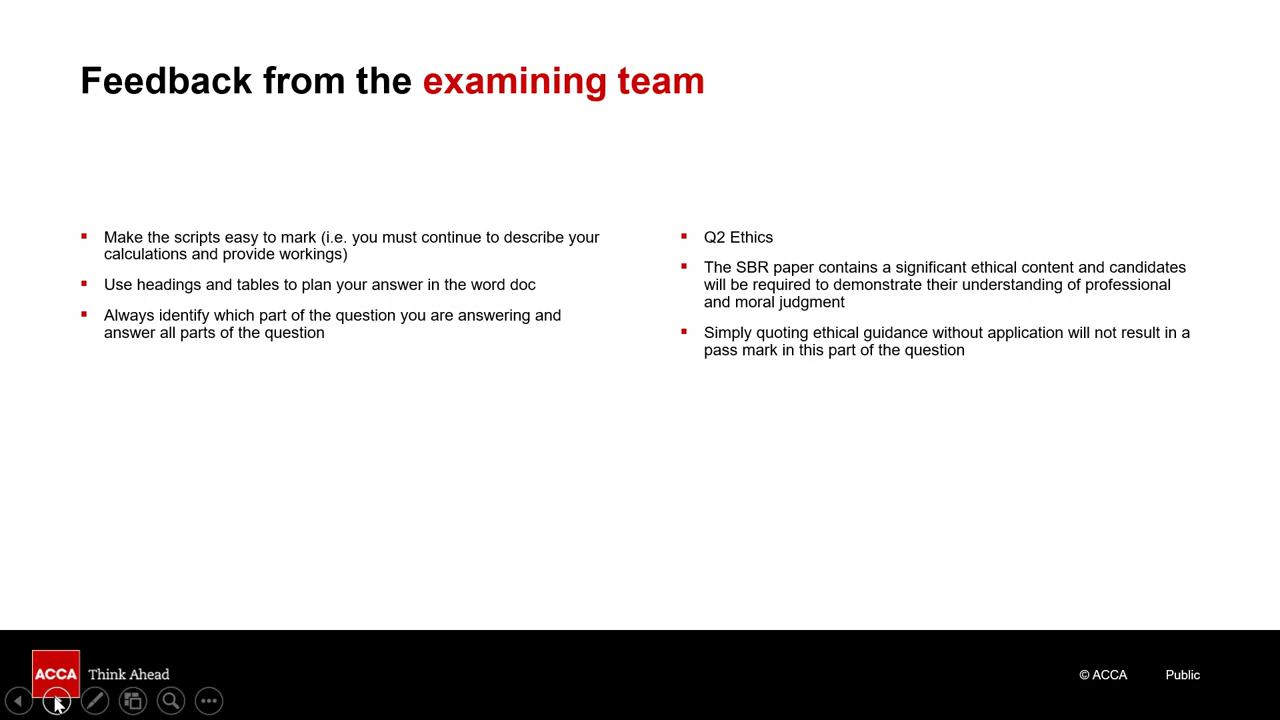 Feedback from the examining team
Make the scripts easy to mark (i.e. you must continue to describe your
calculations and provide workings)
Use headings and tables to plan your answer in the word doc
Always identify which part of the question you are answering and
answer all parts of the question
Q2 Ethics
The SBR paper contains a significant ethical content and candidates
will be required to demonstrate their understanding of professional
and moral judgment
Simply quoting ethical guidance without application will not result in a
pass mark in this part of the question
ACCA
Think Ahead
© ACCA
Public